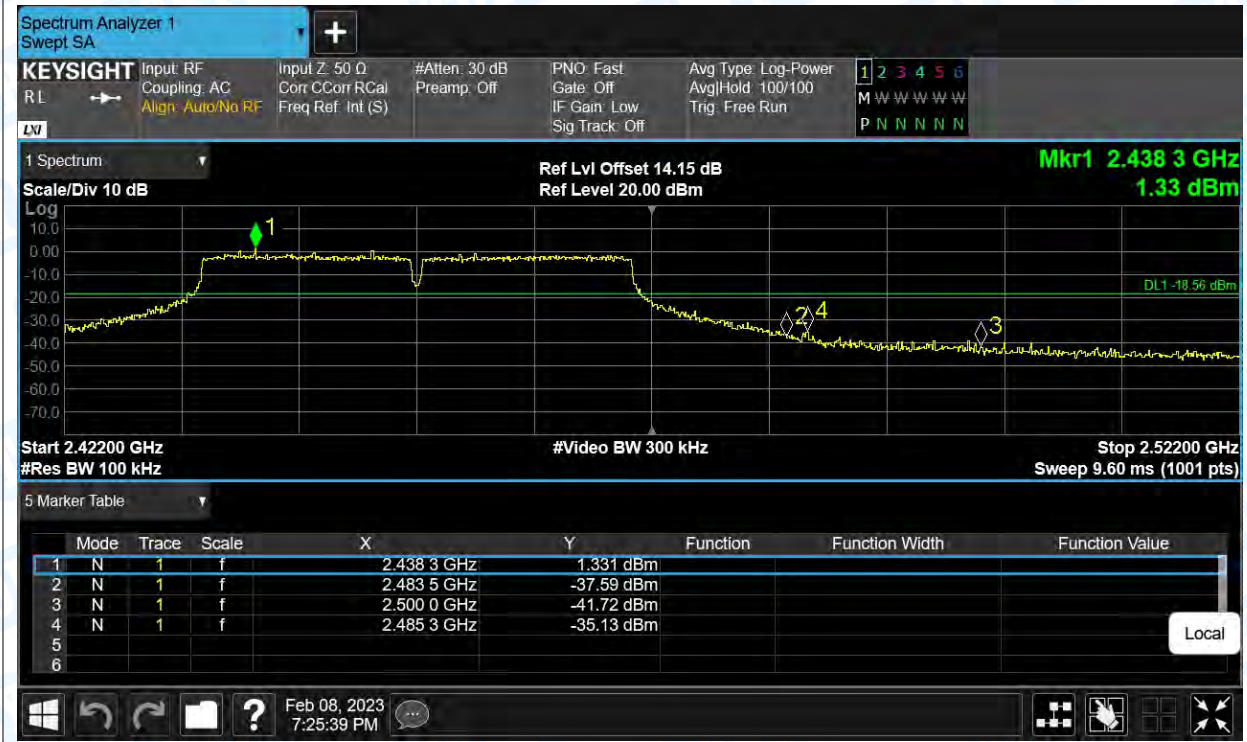 Spectrum Analyzer 1
Swept SA
+
KEYSIGHT Input: RF Input Z: 50 Ω #Atten: 30 dB PNO: Fast Avg Type: Log-Power 1 2 3 4 5 6
RL Coupling: AC Corr CCorr RCal Preamp: Off Gate: Off Avg|Hold: 100/100 M W W W W W W
Align: Auto/No RF Freq Ref: Int (S) IF Gain: Low Trig: Free Run
LXI Sig Track: Off P N N N N N N
1 Spectrum
Ref Lvl Offset 14.15 dB Mkr1 2.438 3 GHz
Scale/Div 10 dB Ref Level 20.00 dBm 1.33 dBm
Log
10.0 1
0.00
-10.0
DL1 -18.56 dBm
-20.0
-30.0 2 4 3
-40.0
-50.0
-60.0
-70.0
Start 2.42200 GHz #Video BW 300 kHz Stop 2.52200 GHz
#Res BW 100 kHz Sweep 9.60 ms (1001 pts)
5 Marker Table
Mode Trace Scale X Y Function Function Width Function Value
1 N 1 f 2.438 3 GHz 1.331 dBm
2 N 1 f 2.483 5 GHz -37.59 dBm
3 N 1 f 2.500 0 GHz -41.72 dBm
4 N 1 f 2.485 3 GHz -35.13 dBm
5
6
Local
? Feb 08, 2023
7:25:39 PM